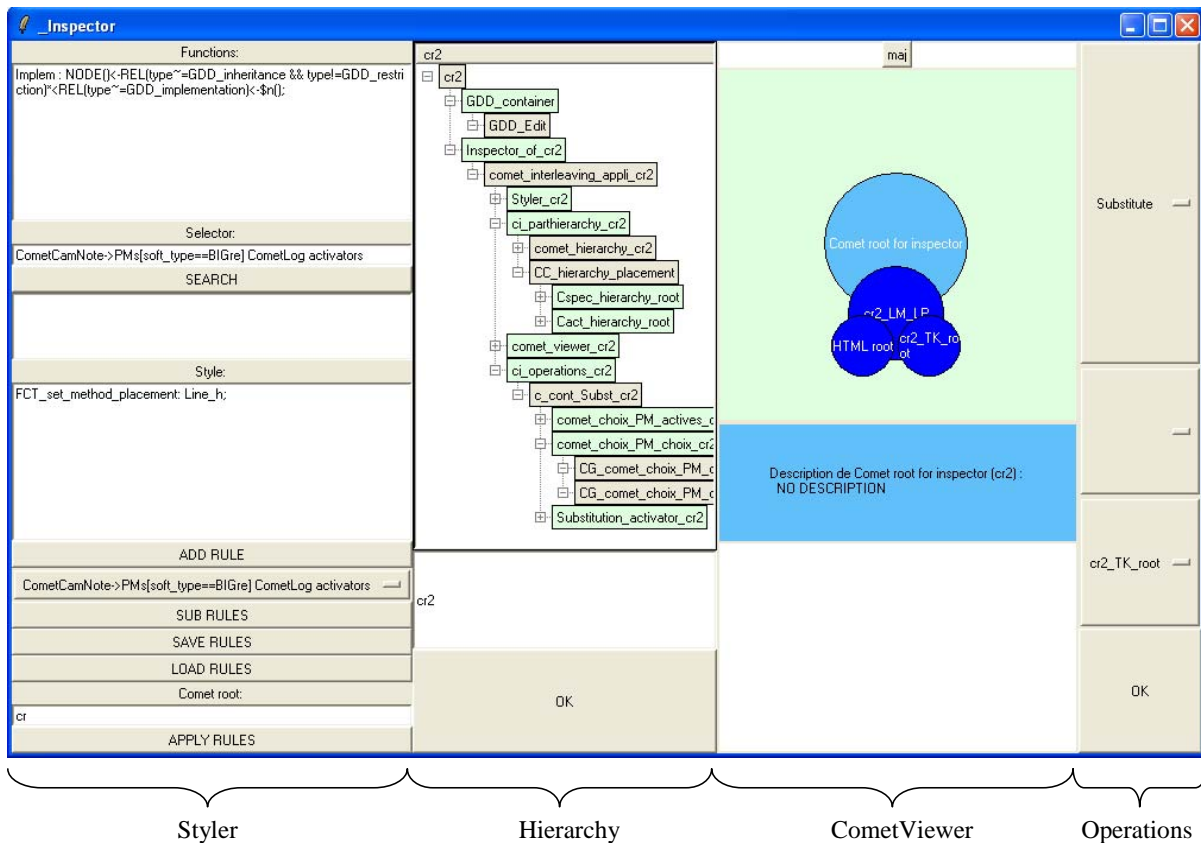 _Inspector
Functions:
Implem : NODE()<-REL(type~=GDD_inheritance && type!=GDD_restri
ction)*<REL(type~=GDD_implementation)<-$n();
Selector:
CometCamNote->PMs[soft_type==BIGre] CometLog activators
SEARCH
Style:
FCT_set_method_placement: Line_h;
ADD RULE
CometCamNote->PMs[soft_type==BIGre] CometLog activators
SUB RULES
SAVE RULES
LOAD RULES
Comet root:
cr
APPLY RULES
cr2
cr2
GDD_container
GDD_Edit
Inspector_of_cr2
comet_interleaving_appli_cr2
Styler_cr2
ci_parthierarchy_cr2
comet_hierarchy_cr2
CC_hierarchy_placement
Cspec_hierarchy_root
Cact_hierarchy_root
comet_viewer_cr2
ci_operations_cr2
c_cont_Subst_cr2
comet_choix_PM_actives_c
comet_choix_PM_choix_cr2
CG_comet_choix_PM_c
CG_comet_choix_PM_c
Substitution_activator_cr2
cr2
OK
maj
Comet root for inspector
cr2_LM_LP
HTML root
cr2_TK_ro
ot
Description de Comet root for inspector (cr2) :
NO DESCRIPTION
Substitute
cr2_TK_root
OK
Styler
Hierarchy
CometViewer
Operations